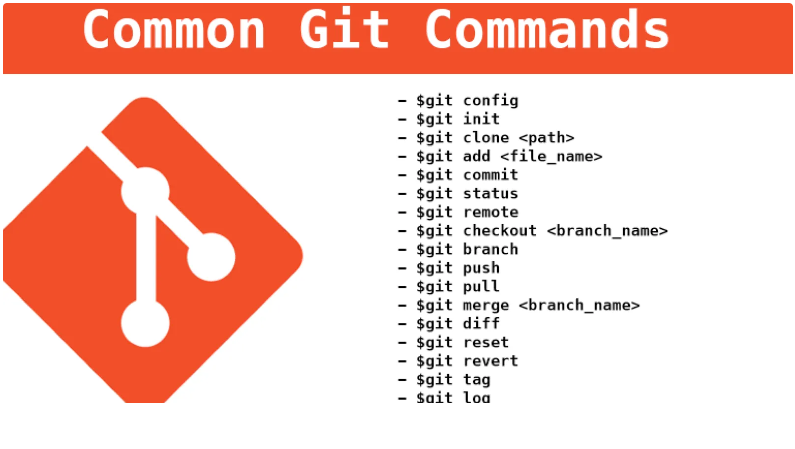 Common Git Commands
- $git config
- $git init
- $git clone <path>
- $git add <file_name>
- $git commit
- $git status
- $git remote
- $git checkout <branch_name>
- $git branch
- $git push
- $git pull
- $git merge <branch_name>
- $git diff
- $git reset
- $git revert
- $git tag
- $git log